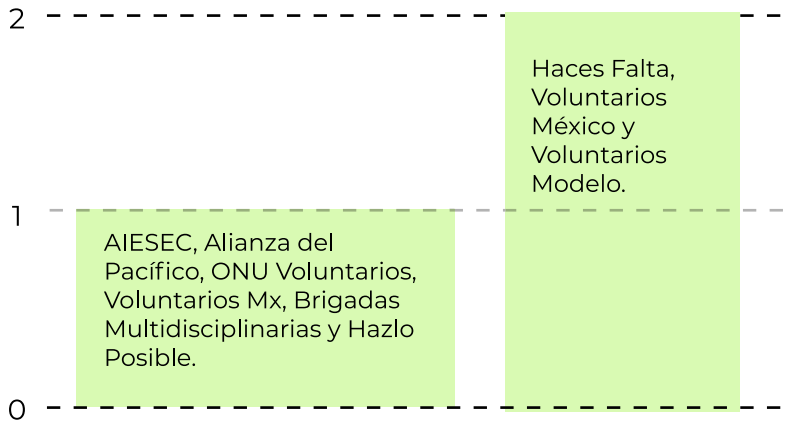 2
Haces Falta,
Voluntarios
México y
Voluntarios
Modelo.
1
AIESEC, Alianza del
Pacífico, ONU Voluntarios,
Voluntarios Mx, Brigadas
Multidisciplinarias y Hazlo
Posible.
0